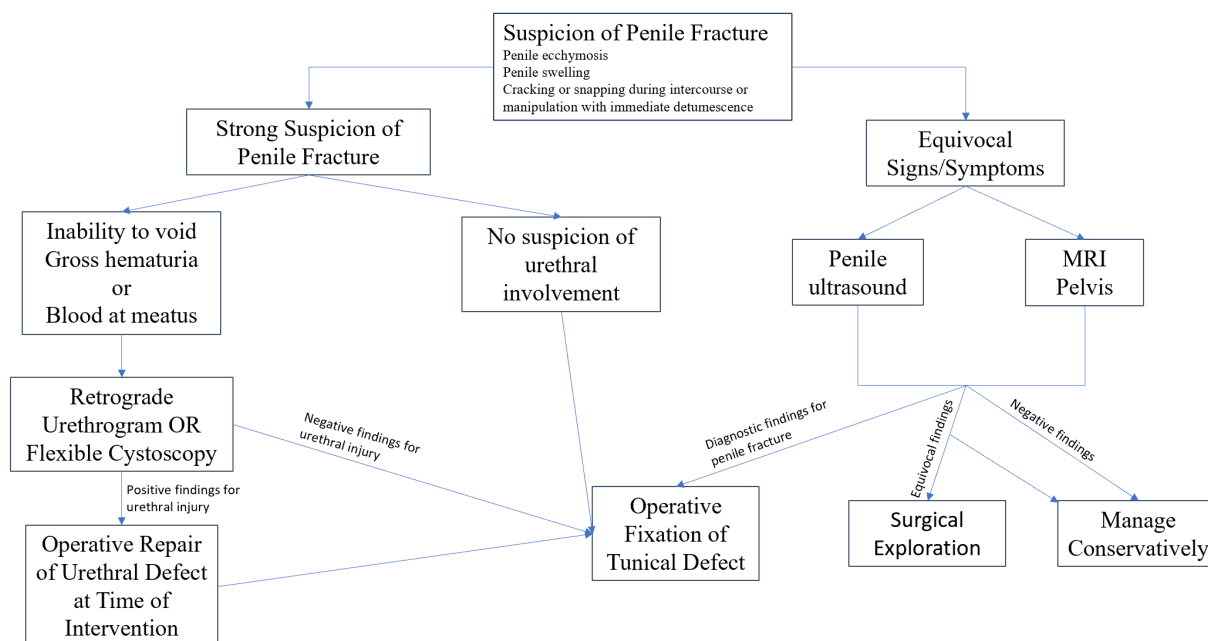 Suspicion of Penile Fracture
Penile ecchymosis
Penile swelling
Cracking or snapping during intercourse or
manipulation with immediate detumescence
Strong Suspicion of
Penile Fracture
Equivocal
Signs/Symptoms
Inability to void
Gross hematuria
or
Blood at meatus
No suspicion of
urethral
involvement
Penile
ultrasound
MRI
Pelvis
Retrograde
Urethrogram OR
Flexible Cystoscopy
Negative findings for
urethral injury
Diagnostic findings for
penile fracture
Equivocal findings
Negative findings
Positive findings for
urethral injury
Operative Repair
of Urethral Defect
at Time of
Intervention
Operative
Fixation of
Tunical Defect
Surgical
Exploration
Manage
Conservatively